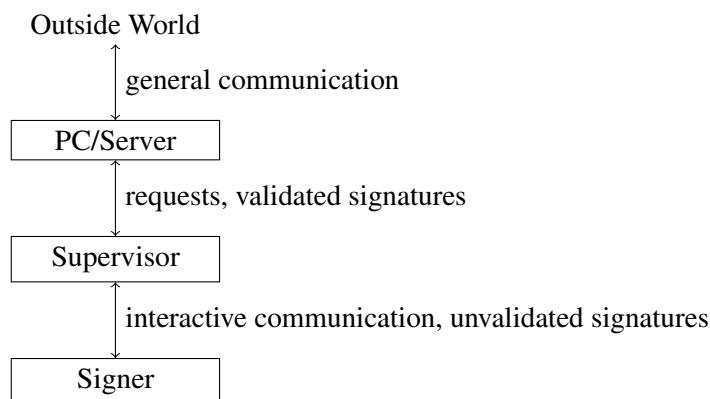 Outside World
general communication
PC/Server
requests, validated signatures
Supervisor
interactive communication, unvalidated signatures
Signer